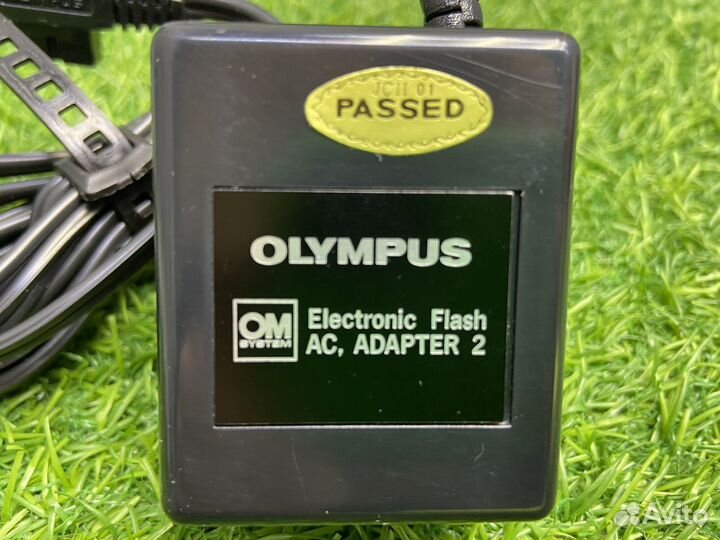 JCII 01
PASSED
OLYMPUS
OM
SYSTEM
Electronic Flash
AC, ADAPTER 2
Avito